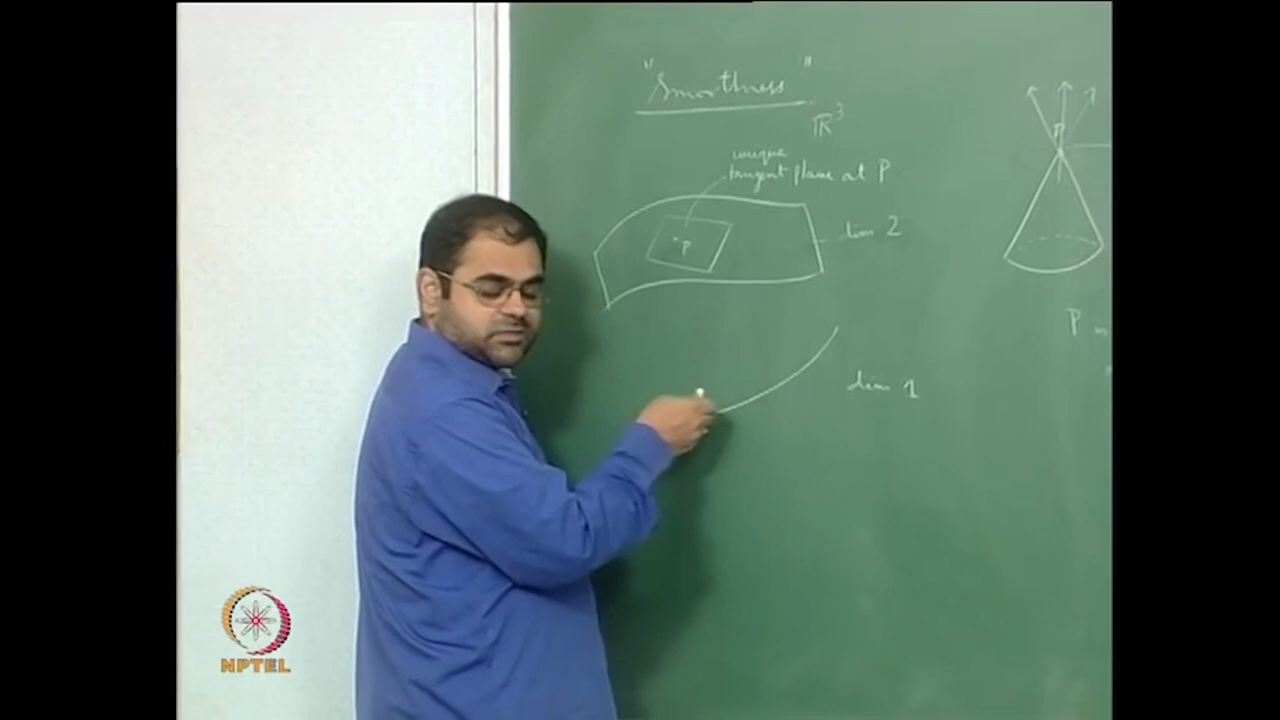 "Smoothness"
ℝ³
unique
tangent plane at P
P
dim 2
dim 1
P
P
NPTEL